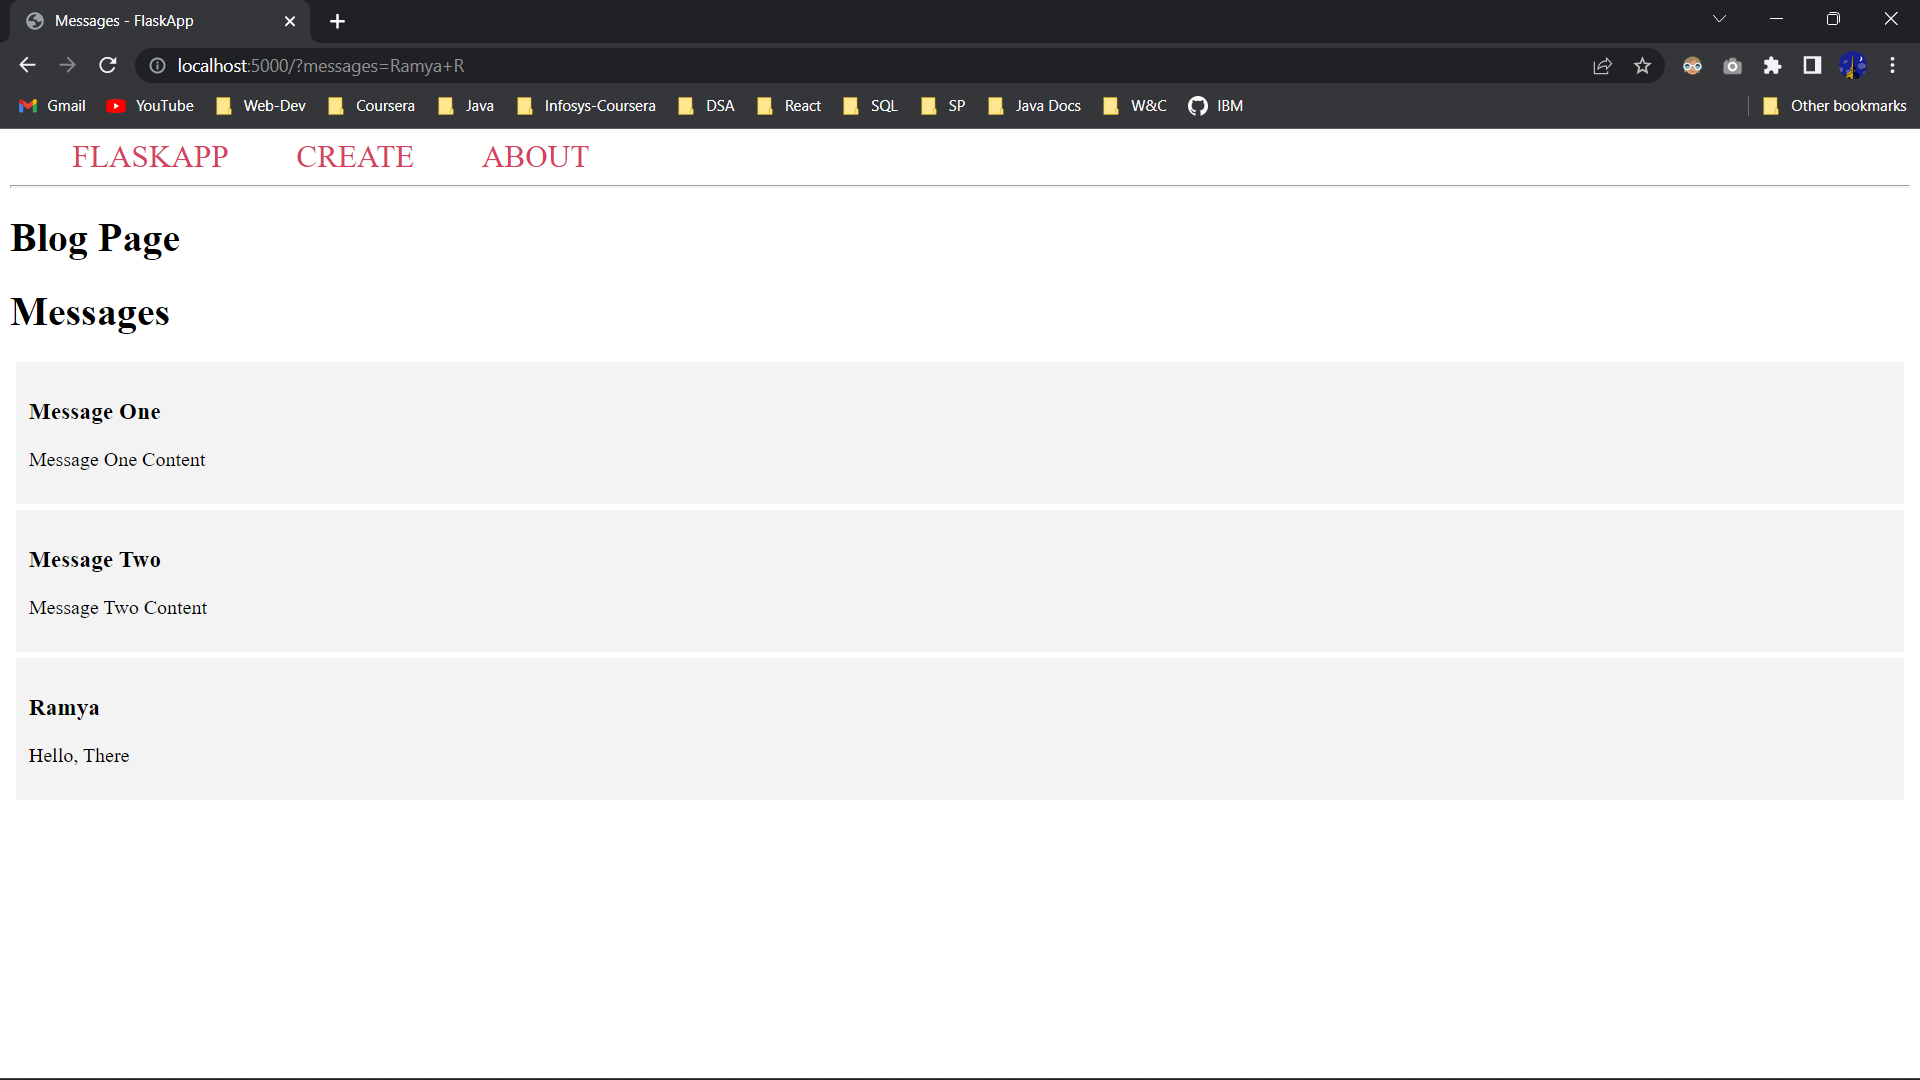 Messages - FlaskApp
localhost:5000/?messages=Ramya+R
Gmail YouTube Web-Dev Coursera Java Infosys-Coursera DSA React SQL SP Java Docs W&C IBM Other bookmarks
FLASKAPP CREATE ABOUT
Blog Page
Messages
Message One
Message One Content
Message Two
Message Two Content
Ramya
Hello, There